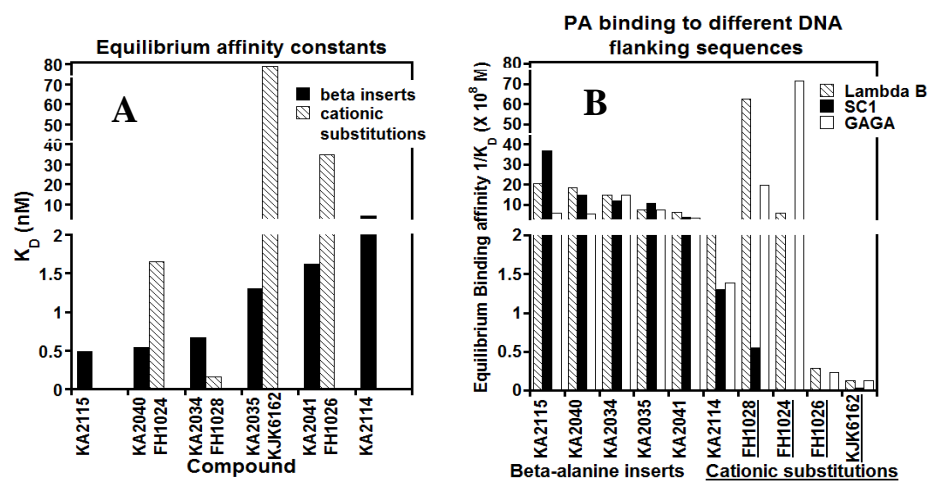 Equilibrium affinity constants
A
beta inserts
cationic
substitutions
K_D (nM)
80
70
60
50
40
30
20
10
2
1.5
1
0.5
0
KA2115
KA2040
FH1024
KA2034
FH1028
KA2035
KJK6162
KA2041
FH1026
KA2114
Compound
PA binding to different DNA
flanking sequences
B
Lambda B
SC1
GAGA
Equilibrium Binding affinity 1/K_D (X 10^8 M)
80
70
60
50
40
30
20
10
2
1.5
1
0.5
0
KA2115
KA2040
KA2034
KA2035
KA2041
KA2114
FH1028
FH1024
FH1026
KJK6162
Beta-alanine inserts
Cationic substitutions